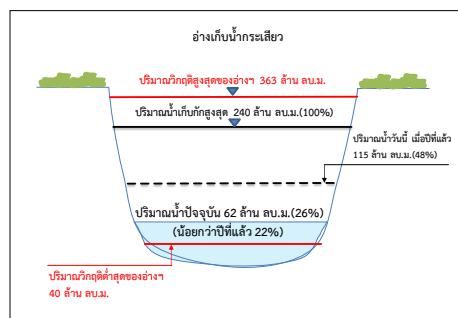 อ่างเก็บน้ำกระเสียว
ปริมาณวิกฤติสูงสุดของอ่างฯ 363 ล้าน ลบ.ม.
ปริมาณน้ำเก็บกักสูงสุด 240 ล้าน ลบ.ม.(100%)
ปริมาณน้ำวันนี้ เมื่อปีที่แล้ว
115 ล้าน ลบ.ม.(48%)
ปริมาณน้ำปัจจุบัน 62 ล้าน ลบ.ม.(26%)
(น้อยกว่าปีที่แล้ว 22%)
ปริมาณวิกฤติต่ำสุดของอ่างฯ
40 ล้าน ลบ.ม.